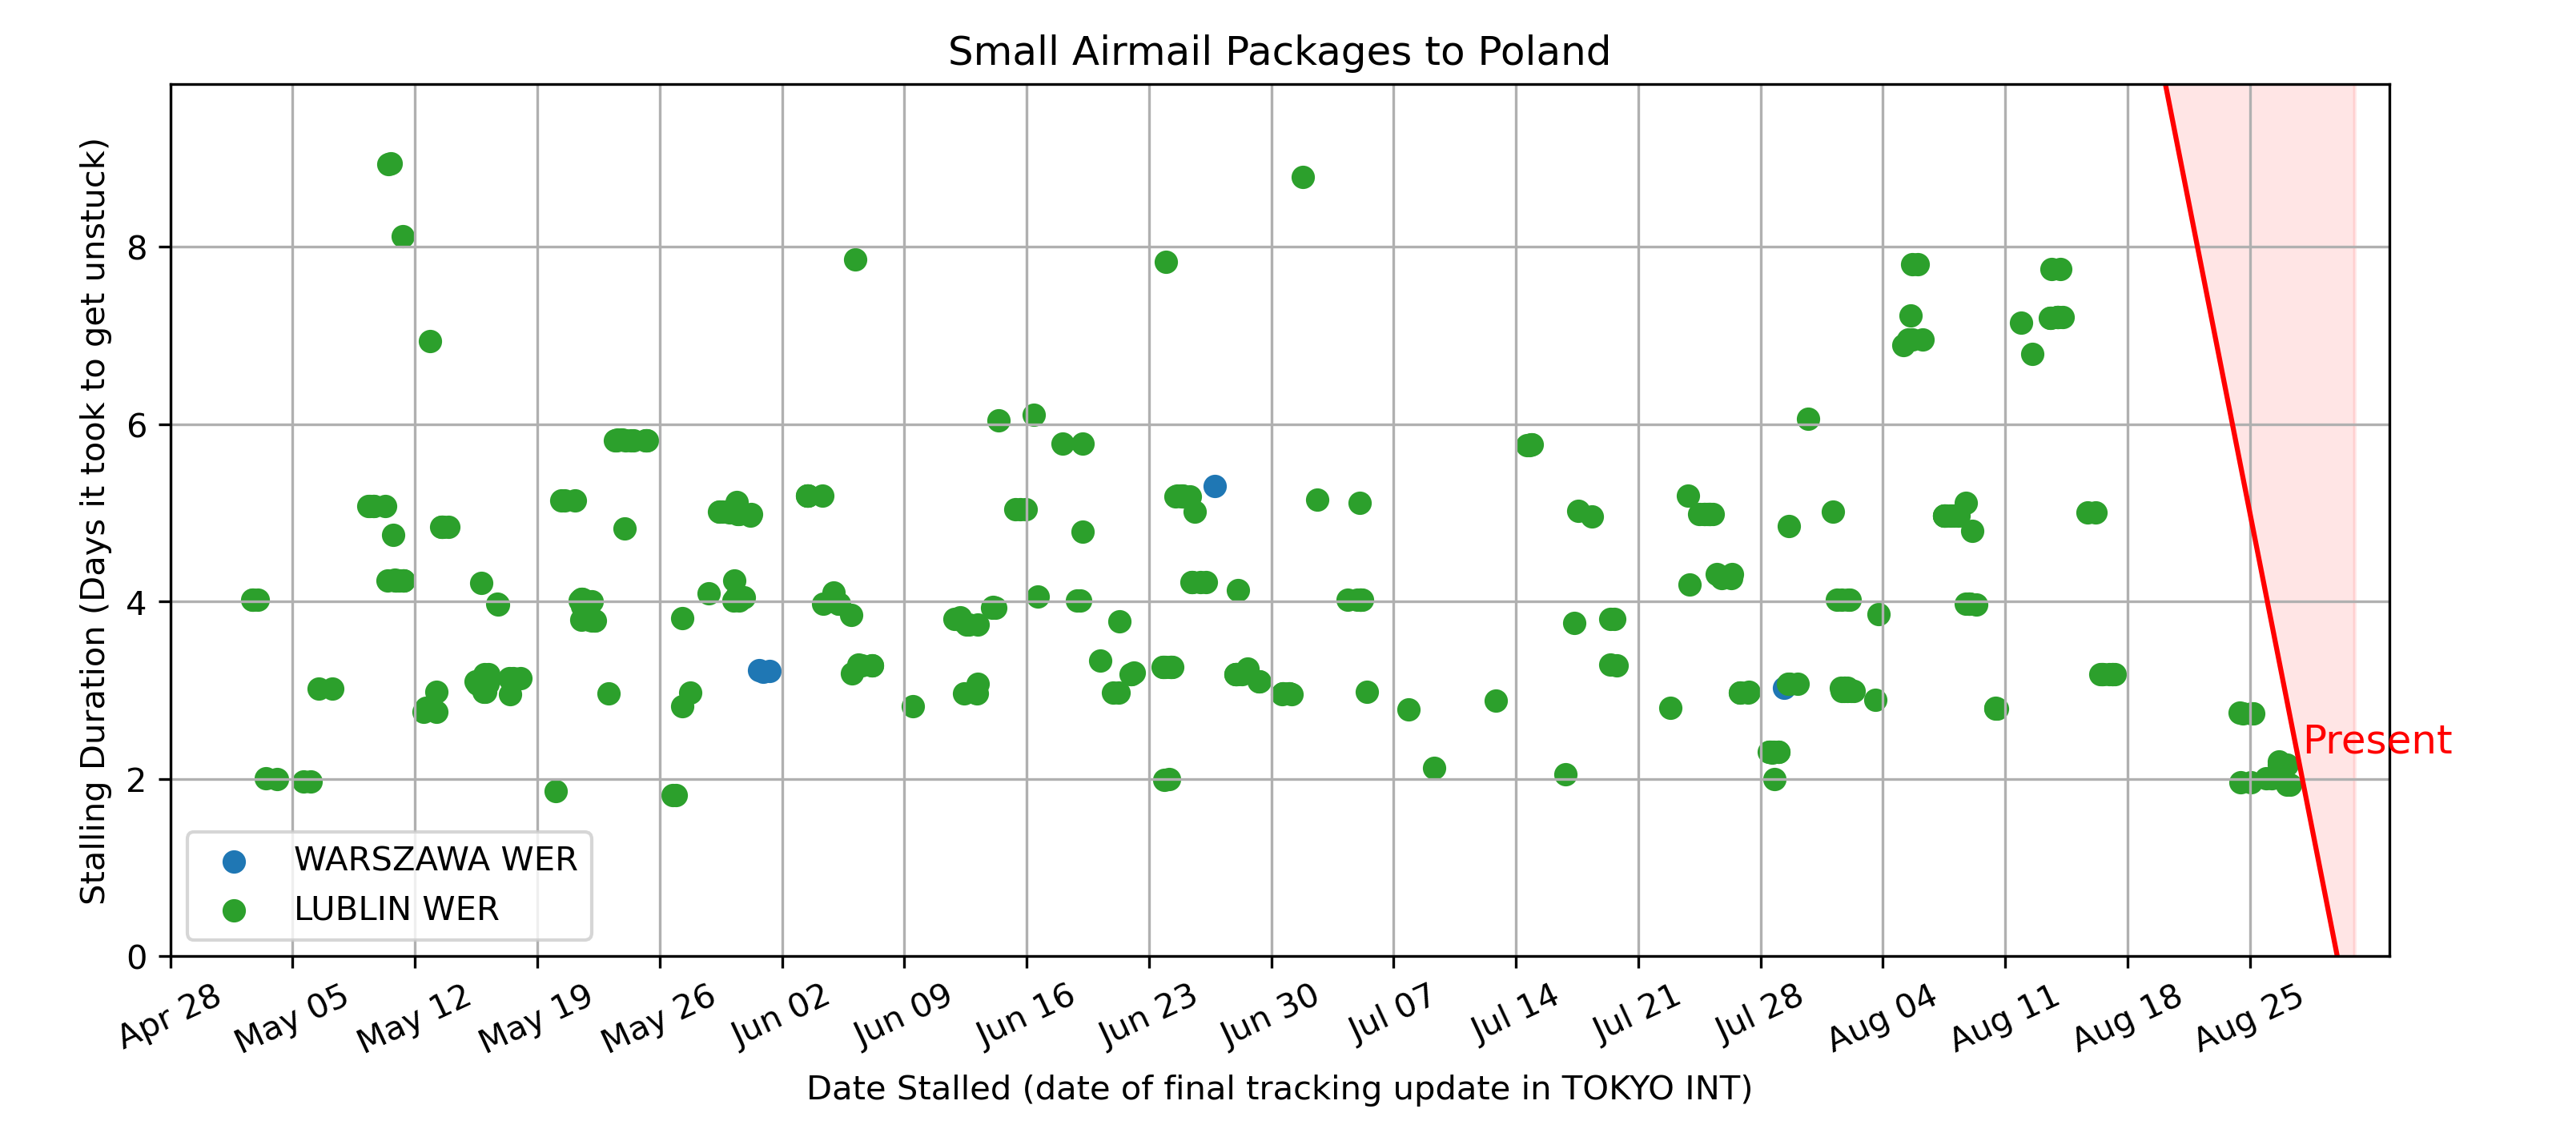 Small Airmail Packages to Poland
Stalling Duration (Days it took to get unstuck)
8
6
4
2
0
Present
WARSZAWA WER
LUBLIN WER
Apr 28
May 05
May 12
May 19
May 26
Jun 02
Jun 09
Jun 16
Jun 23
Jun 30
Jul 07
Jul 14
Jul 21
Jul 28
Aug 04
Aug 11
Aug 18
Aug 25
Date Stalled (date of final tracking update in TOKYO INT)